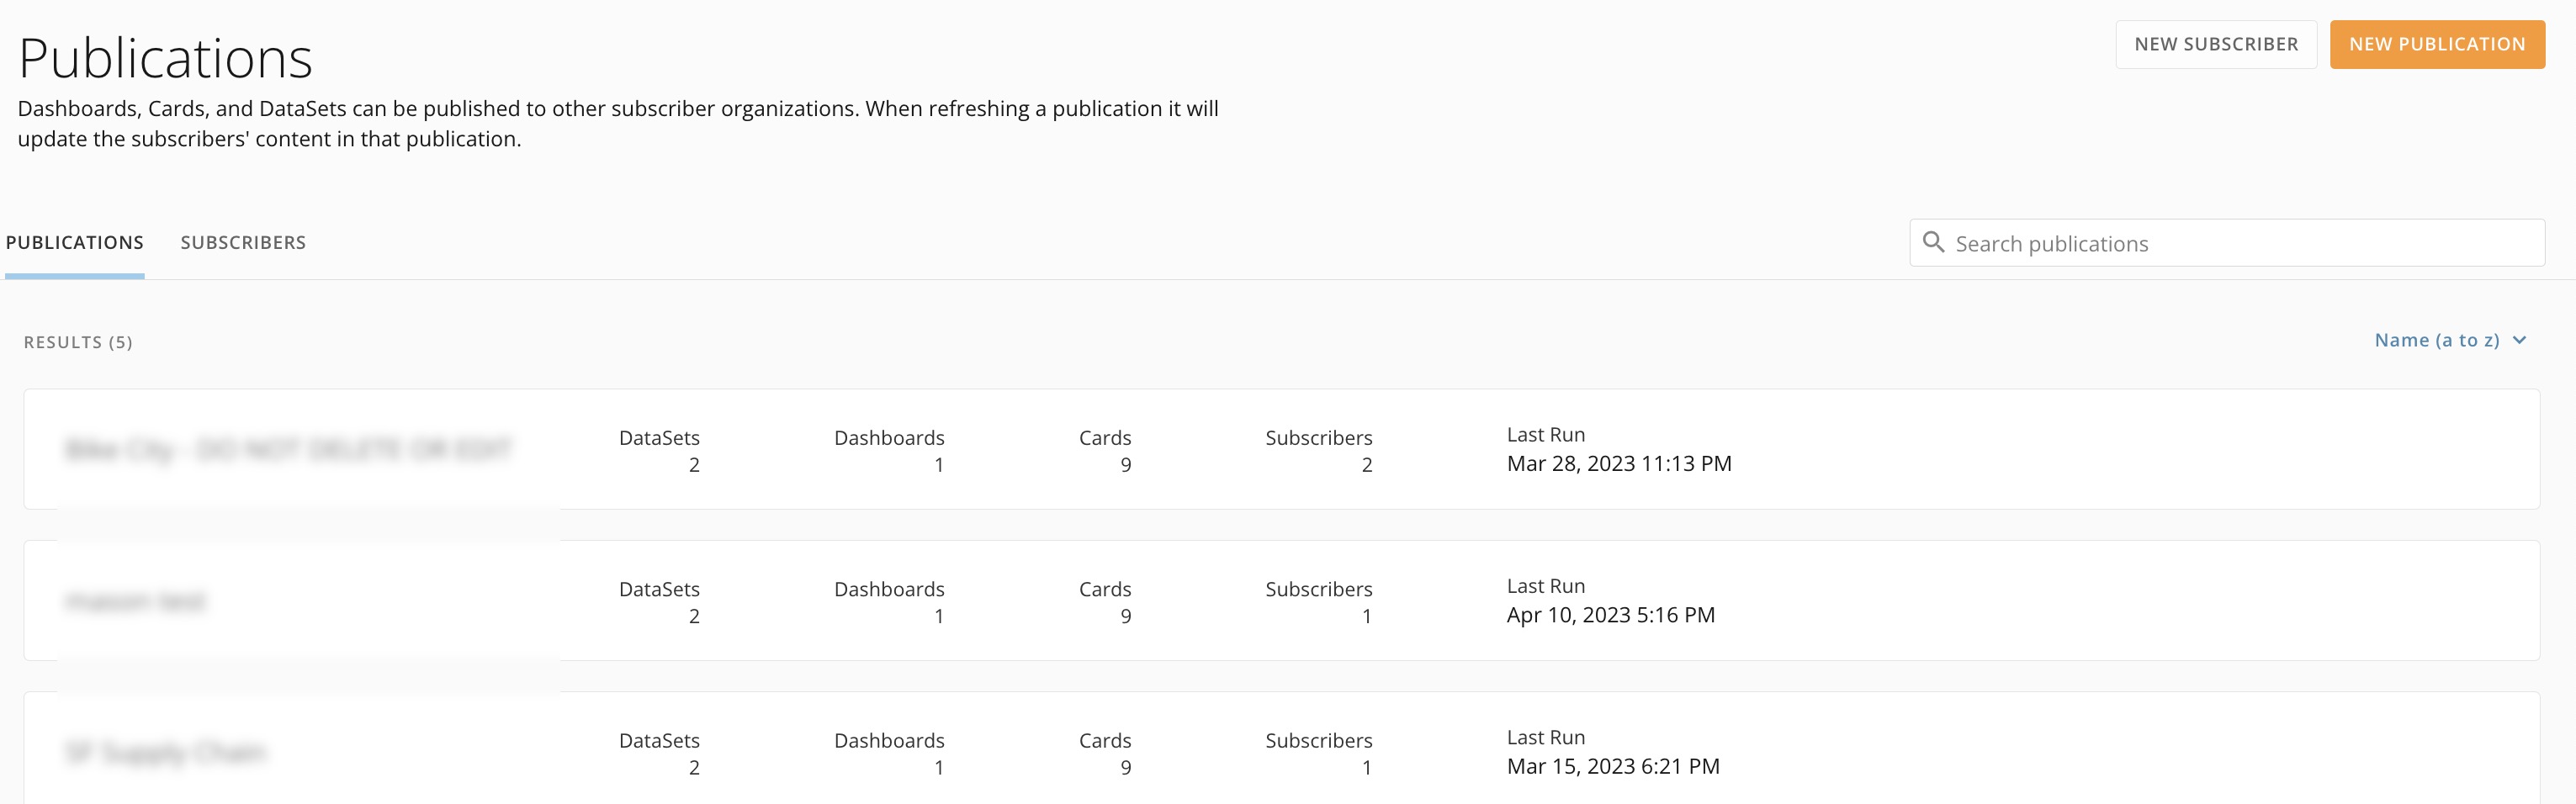 Publications
NEW SUBSCRIBER
NEW PUBLICATION
Dashboards, Cards, and DataSets can be published to other subscriber organizations. When refreshing a publication it will
update the subscribers' content in that publication.
PUBLICATIONS
SUBSCRIBERS
Search publications
RESULTS (5)
Name (a to z)
DataSets
2
Dashboards
1
Cards
9
Subscribers
2
Last Run
Mar 28, 2023 11:13 PM
DataSets
2
Dashboards
1
Cards
9
Subscribers
1
Last Run
Apr 10, 2023 5:16 PM
DataSets
2
Dashboards
1
Cards
9
Subscribers
1
Last Run
Mar 15, 2023 6:21 PM